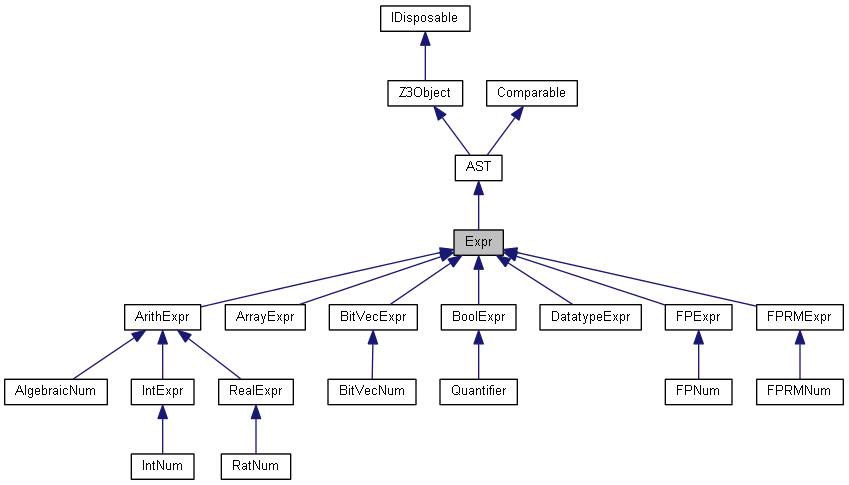 IDisposable
Z3Object
Comparable
AST
Expr
ArithExpr
ArrayExpr
BitVecExpr
BoolExpr
DatatypeExpr
FPExpr
FPRMExpr
AlgebraicNum
IntExpr
RealExpr
BitVecNum
Quantifier
FPNum
FPRMNum
IntNum
RatNum